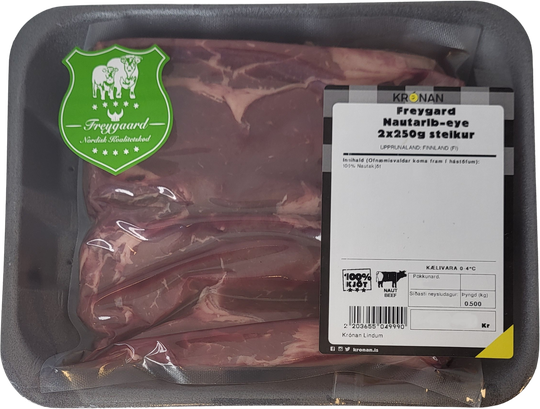 Freygaard
Nordisk Kvalitetskød
KRÓNAN
Freygard
Nautarib-eye
2x250g steikur
UPPRUNALAND: FINNLAND (FI)
Innihald (Ofnæmisvaldar koma fram í hástöfum):
100% Nautakjöt
KÆLIVARA 0-4°C
100%
KJÖT
NAUT
BEEF
Pökkunard.
Síðasti neysludagur
Þyngd (kg)
0.500
2 203655 049990
Kr
Krónan Lindum
kronan.is